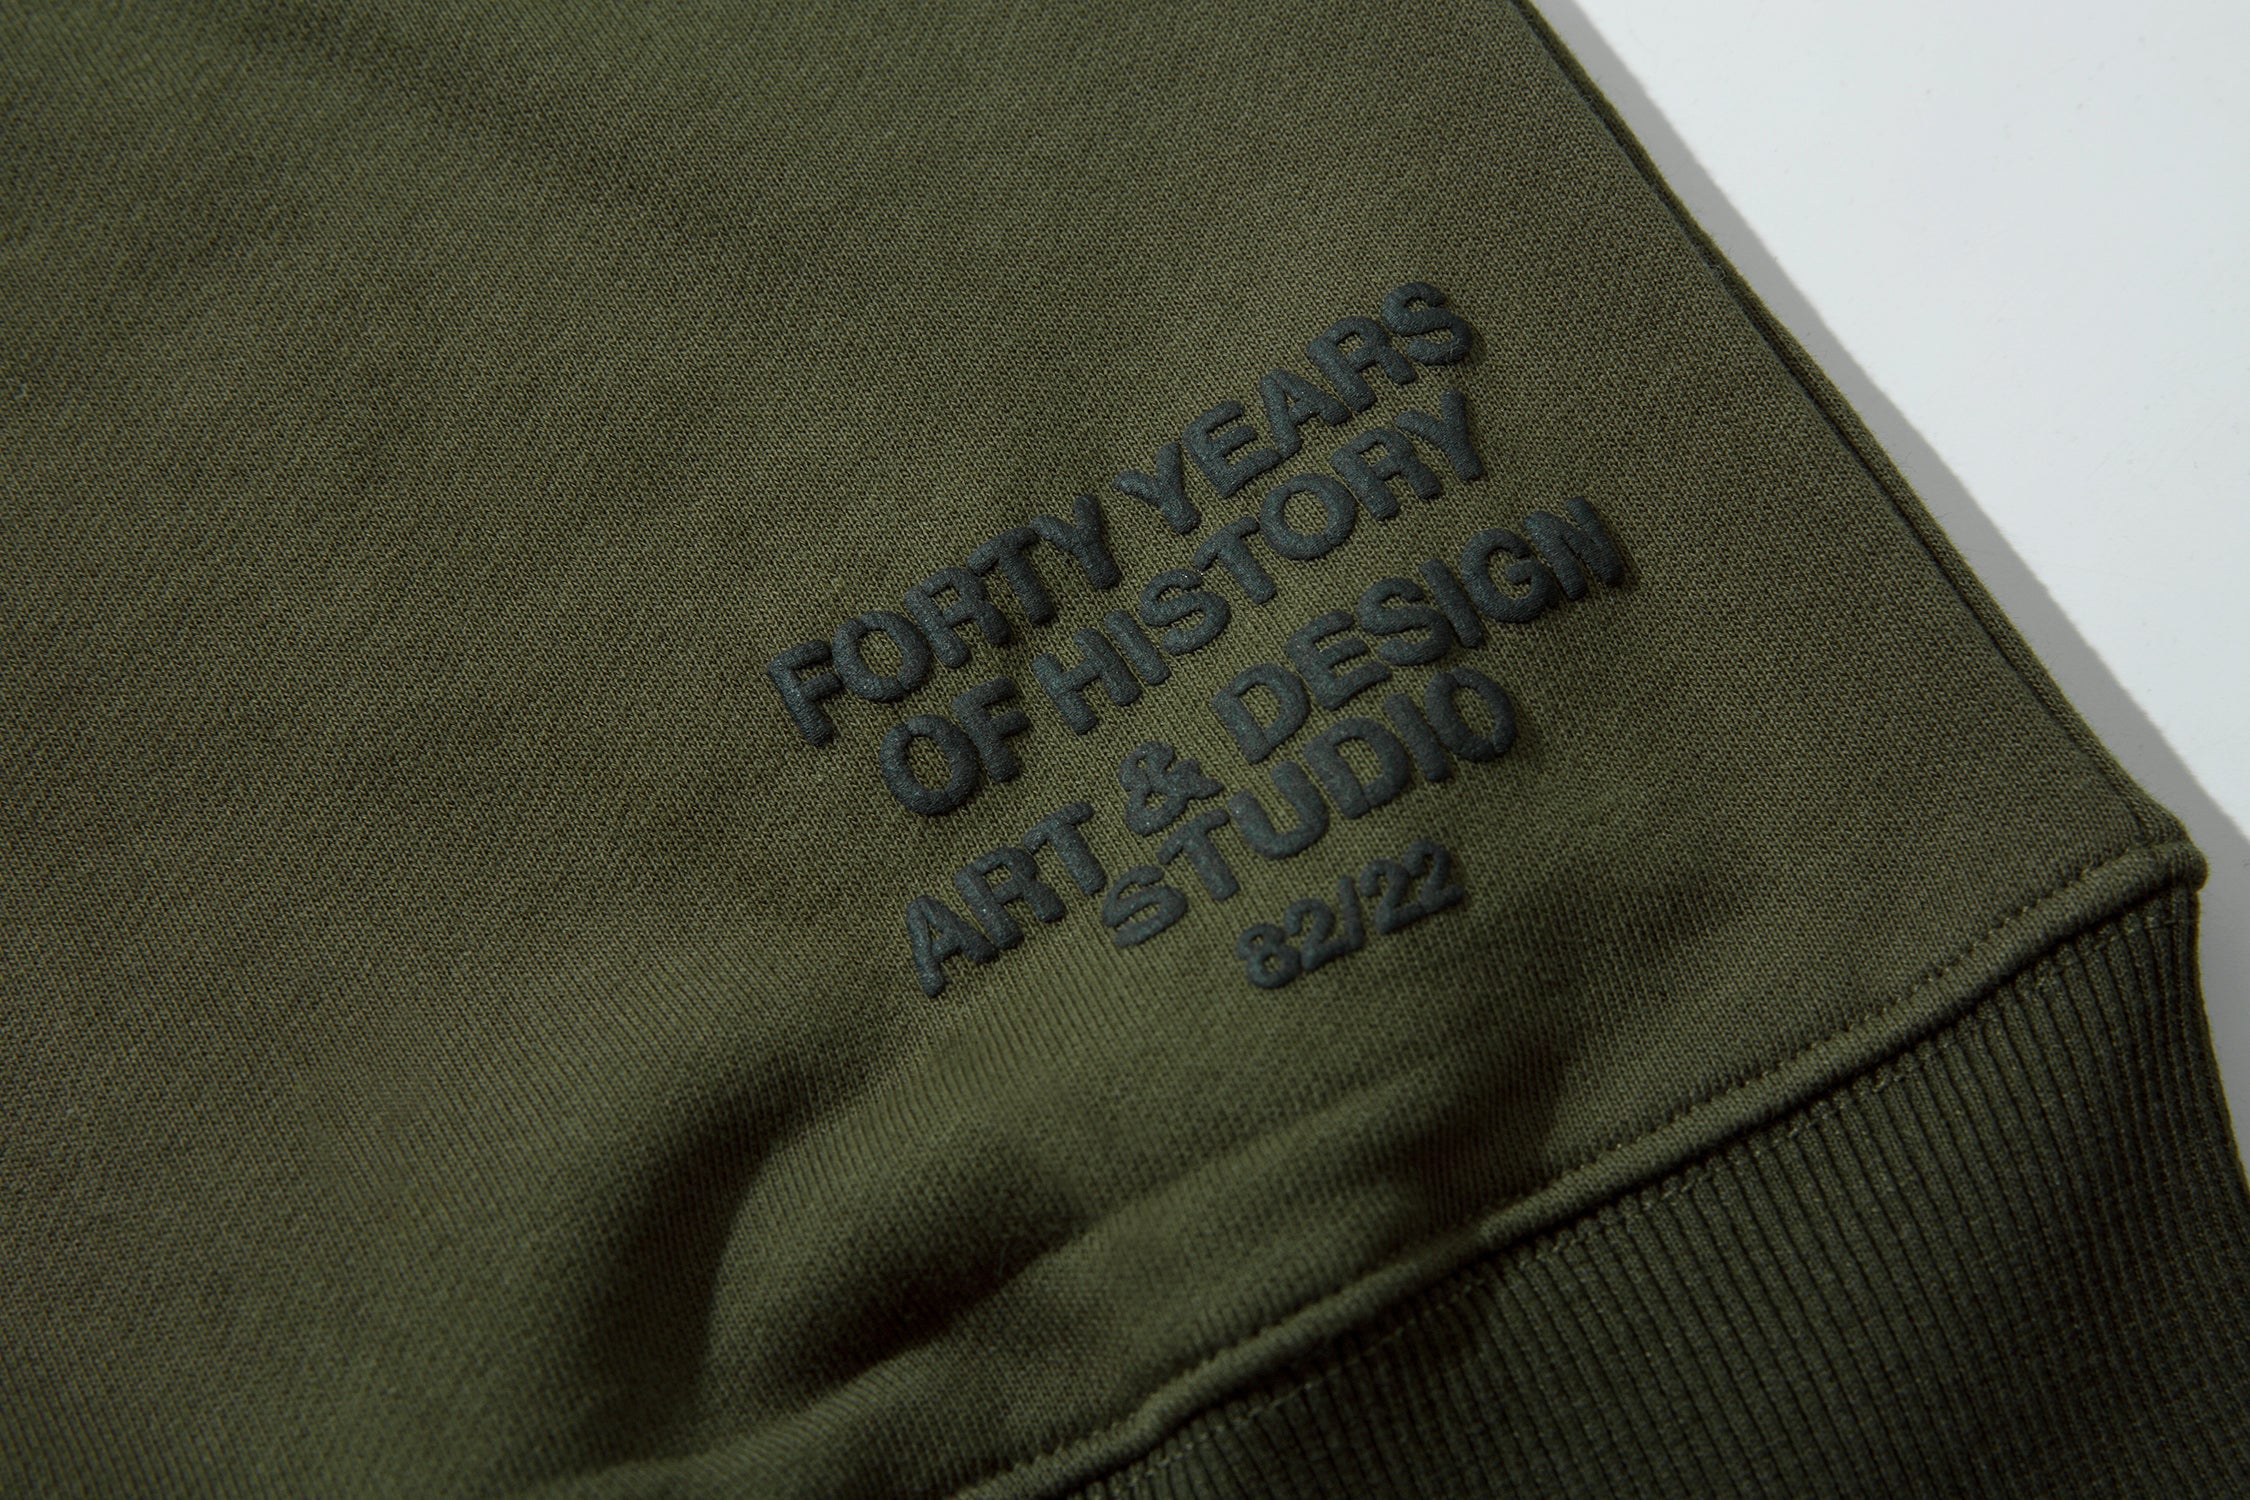 FORTY YEARS
OF HISTORY
ART & DESIGN
STUDIO
82/22